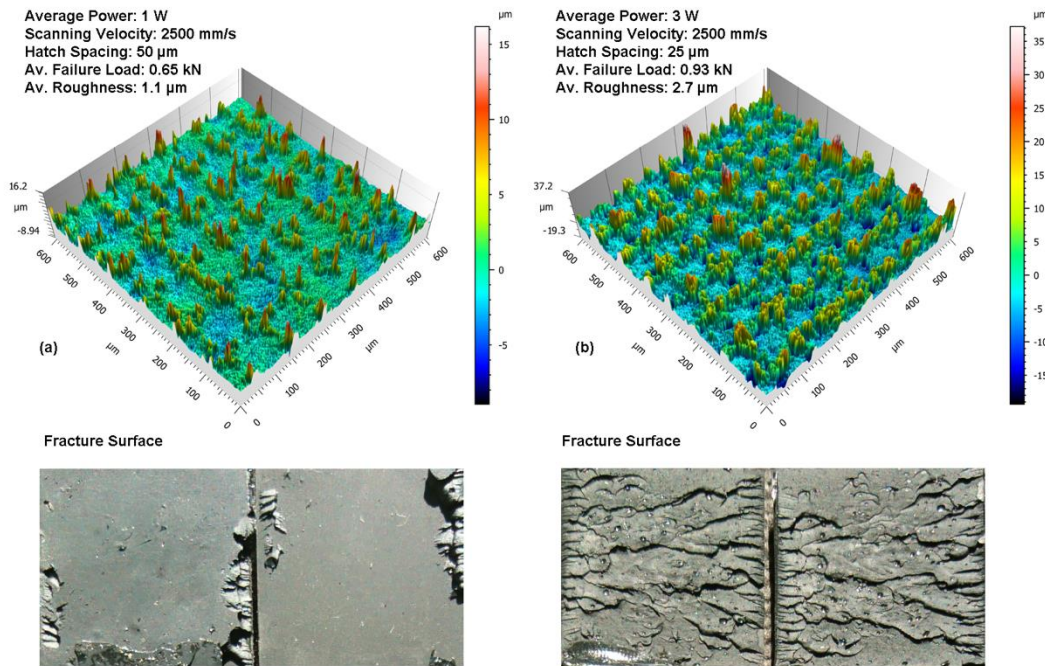 Average Power: 1 W
Scanning Velocity: 2500 mm/s
Hatch Spacing: 50 µm
Av. Failure Load: 0.65 kN
Av. Roughness: 1.1 µm
µm
15
10
5
0
-5
16.2
µm
-8.94
600
500
400
300
200
100
0
µm
0
100
200
300
400
500
600
µm
(a)
Fracture Surface
Average Power: 3 W
Scanning Velocity: 2500 mm/s
Hatch Spacing: 25 µm
Av. Failure Load: 0.93 kN
Av. Roughness: 2.7 µm
µm
35
30
25
20
15
10
5
0
-5
-10
-15
37.2
µm
-19.3
600
500
400
300
200
100
0
µm
0
100
200
300
400
500
600
µm
(b)
Fracture Surface